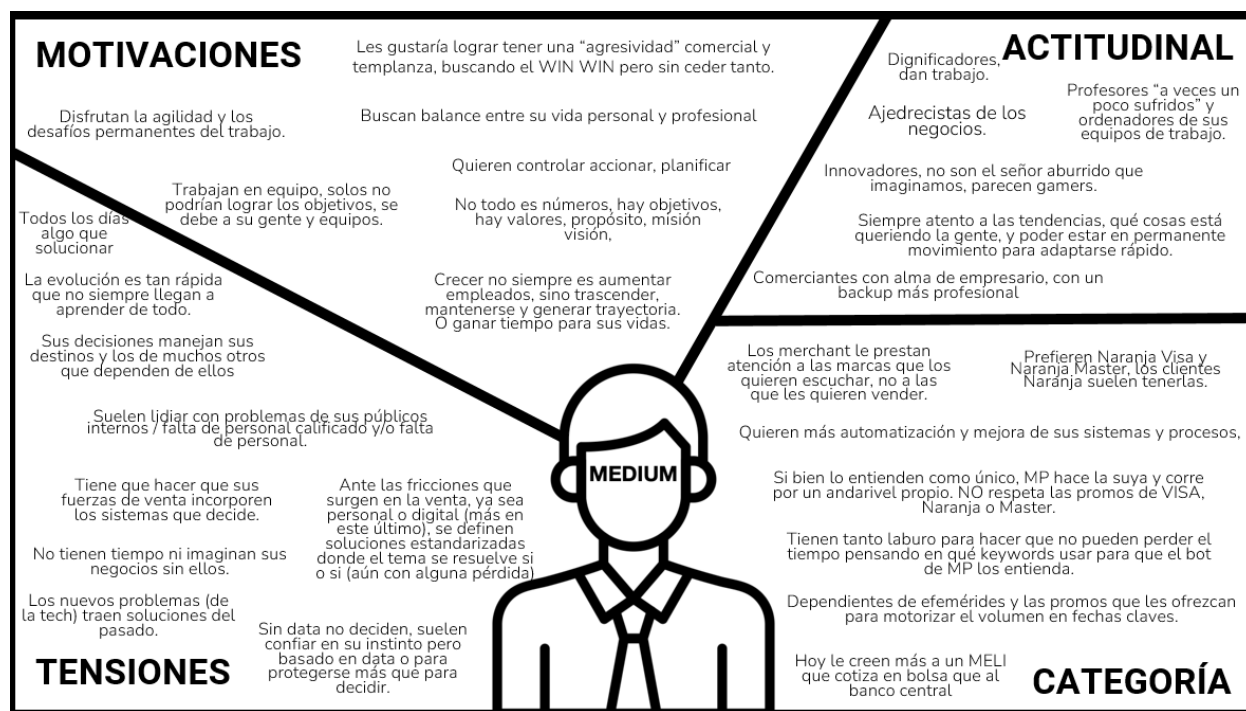 MOTIVACIONES
Les gustaría lograr tener una “agresividad” comercial y
templanza, buscando el WIN WIN pero sin ceder tanto.
Disfrutan la agilidad y los
desafíos permanentes del trabajo.
Buscan balance entre su vida personal y profesional
Quieren controlar accionar, planificar
Trabajan en equipo, solos no
podrían lograr los objetivos, se
debe a su gente y equipos.
No todo es números, hay objetivos,
hay valores, propósito, misión
visión,
Crecer no siempre es aumentar
empleados, sino trascender,
mantenerse y generar trayectoria.
O ganar tiempo para sus vidas.
ACTITUDINAL
Dignificadores,
dan trabajo.
Profesores “a veces un
poco sufridos” y
ordenadores de sus
equipos de trabajo.
Ajedrecistas de los
negocios.
Innovadores, no son el señor aburrido que
imaginamos, parecen gamers.
Siempre atento a las tendencias, qué cosas está
queriendo la gente, y poder estar en permanente
movimiento para adaptarse rápido.
Comerciantes con alma de empresario, con un
backup más profesional
Todos los días
algo que
solucionar
La evolución es tan rápida
que no siempre llegan a
aprender de todo.
Sus decisiones manejan sus
destinos y los de muchos otros
que dependen de ellos
Suelen lidiar con problemas de sus públicos
internos / falta de personal calificado y/o falta
de personal.
Tiene que hacer que sus
fuerzas de venta incorporen
los sistemas que decide.
Ante las fricciones que
surgen en la venta, ya sea
personal o digital (más en
este último), se definen
soluciones estandarizadas
donde el tema se resuelve si
o si (aún con alguna pérdida)
No tienen tiempo ni imaginan sus
negocios sin ellos.
Los nuevos problemas (de
la tech) traen soluciones del
pasado.
Sin data no deciden, suelen
confiar en su instinto pero
basado en data o para
protegerse más que para
decidir.
TENSIONES
MEDIUM
Los merchant le prestan
atención a las marcas que los
quieren escuchar, no a las
que les quieren vender.
Prefieren Naranja Visa y
Naranja Master, los clientes
Naranja suelen tenerlas.
Quieren más automatización y mejora de sus sistemas y procesos,
Si bien lo entienden como único, MP hace la suya y corre
por un andarivel propio. NO respeta las promos de VISA,
Naranja o Master.
Tienen tanto laburo para hacer que no pueden perder el
tiempo pensando en qué keywords usar para que el bot
de MP los entienda.
Dependientes de efemérides y las promos que les ofrezcan
para motorizar el volumen en fechas claves.
Hoy le creen más a un MELI
que cotiza en bolsa que al
banco central
CATEGORÍA